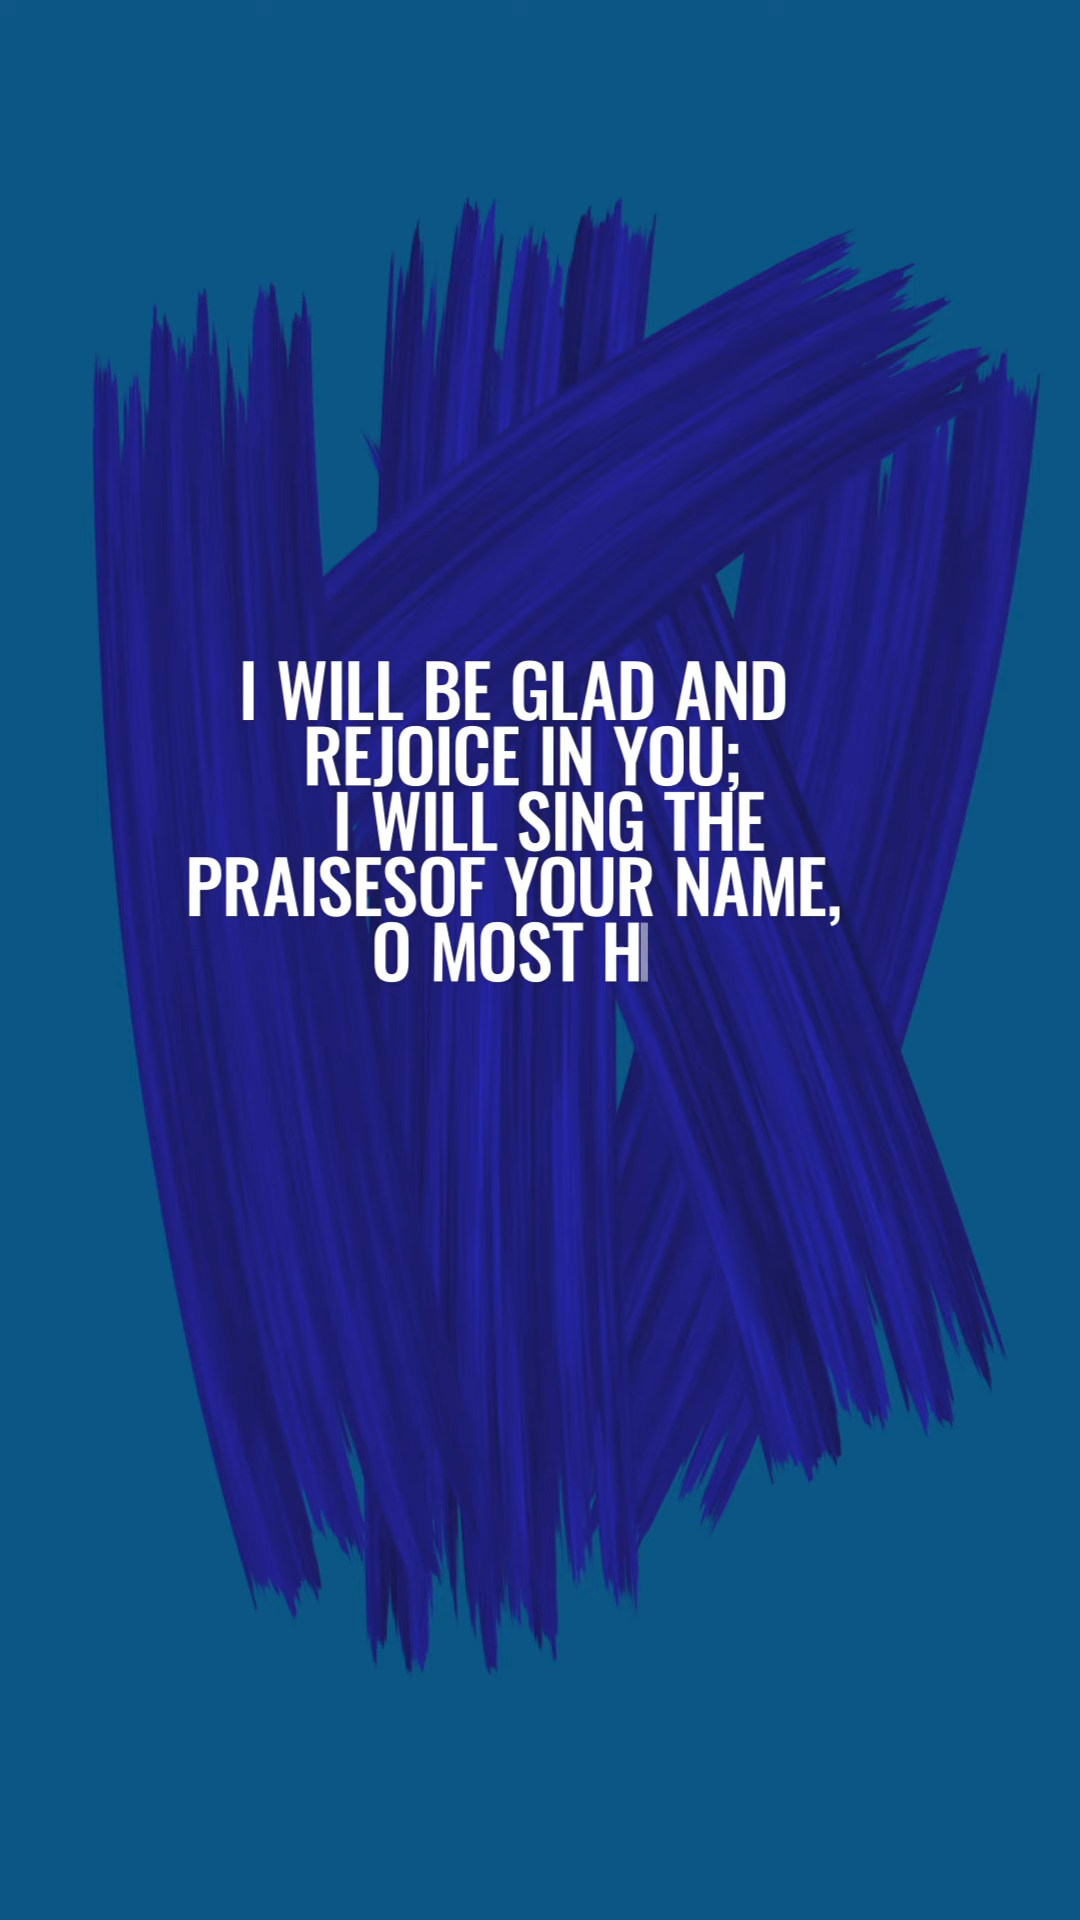 I WILL BE GLAD AND
REJOICE IN YOU;
I WILL SING THE
PRAISESOF YOUR NAME,
O MOST H